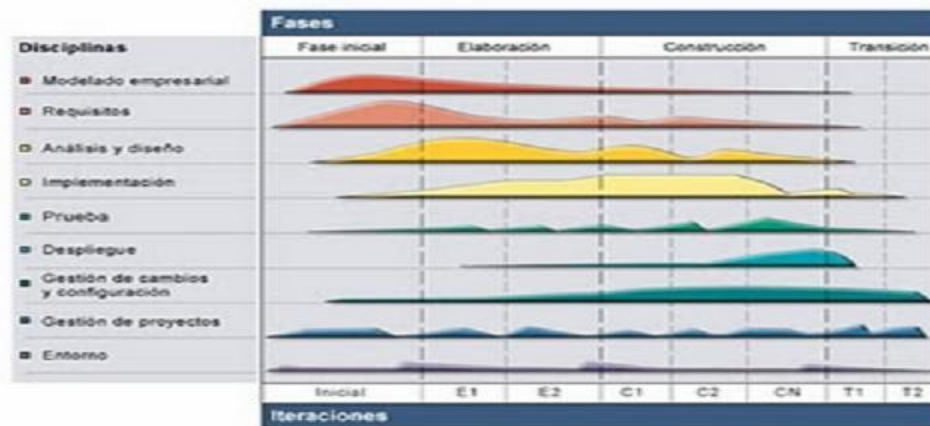 Fases
Disciplinas
Fase inicial Elaboración Construcción Transición
Modelado empresarial
Requisitos
Análisis y diseño
Implementación
Prueba
Despliegue
Gestión de cambios
y configuración
Gestión de proyectos
Entorno
Inicial E1 E2 C1 C2 CN T1 T2
Iteraciones